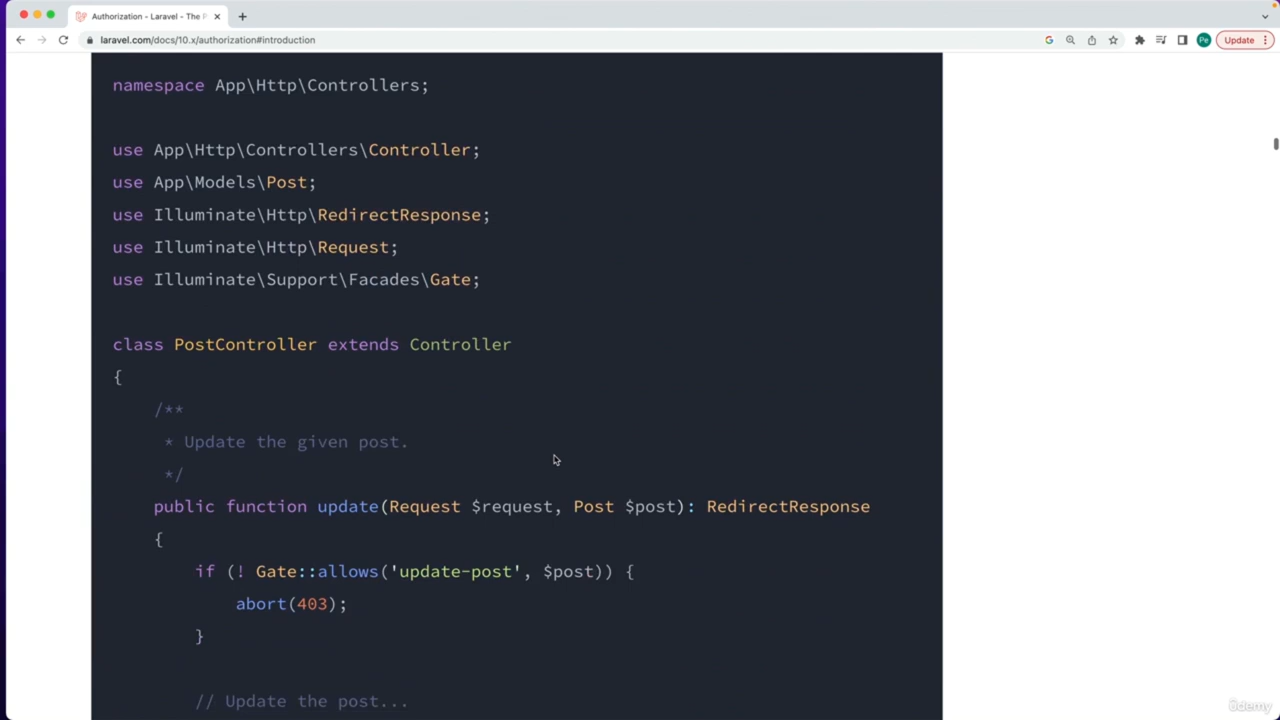 Authorization - Laravel - The P
laravel.com/docs/10.x/authorization#introduction
Pe
Update
namespace App\Http\Controllers;
use App\Http\Controllers\Controller;
use App\Models\Post;
use Illuminate\Http\RedirectResponse;
use Illuminate\Http\Request;
use Illuminate\Support\Facades\Gate;
class PostController extends Controller
{
/**
* Update the given post.
*/
public function update(Request $request, Post $post): RedirectResponse
{
if (! Gate::allows('update-post', $post)) {
abort(403);
}
// Update the post...
ûdemy